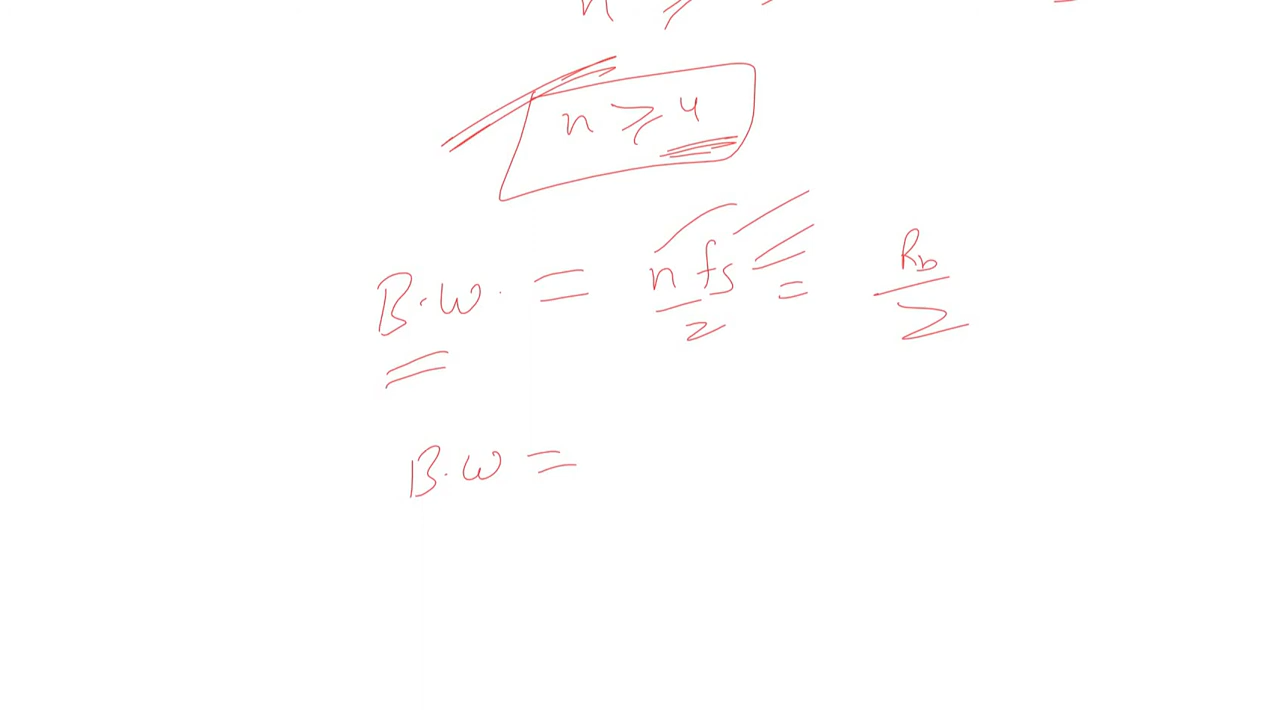 n ≥
n ≥ 4
B.W. = nfs/2 = Rb/2
B.W =